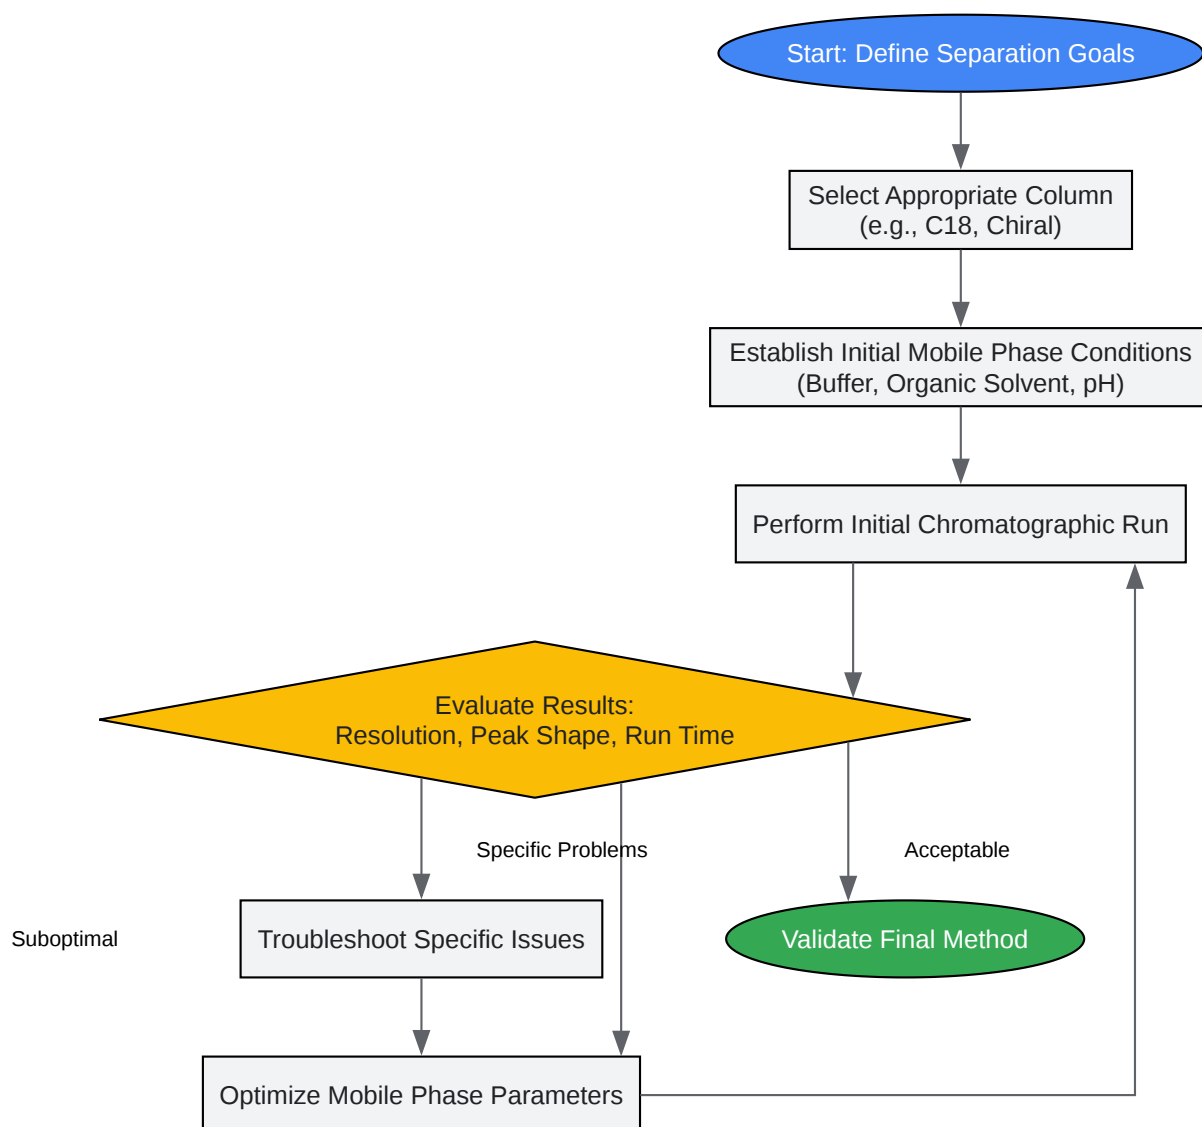 Start: Define Separation Goals
Select Appropriate Column
(e.g., C18, Chiral)
Establish Initial Mobile Phase Conditions
(Buffer, Organic Solvent, pH)
Perform Initial Chromatographic Run
Evaluate Results:
Resolution, Peak Shape, Run Time
Specific Problems
Acceptable
Suboptimal
Troubleshoot Specific Issues
Validate Final Method
Optimize Mobile Phase Parameters